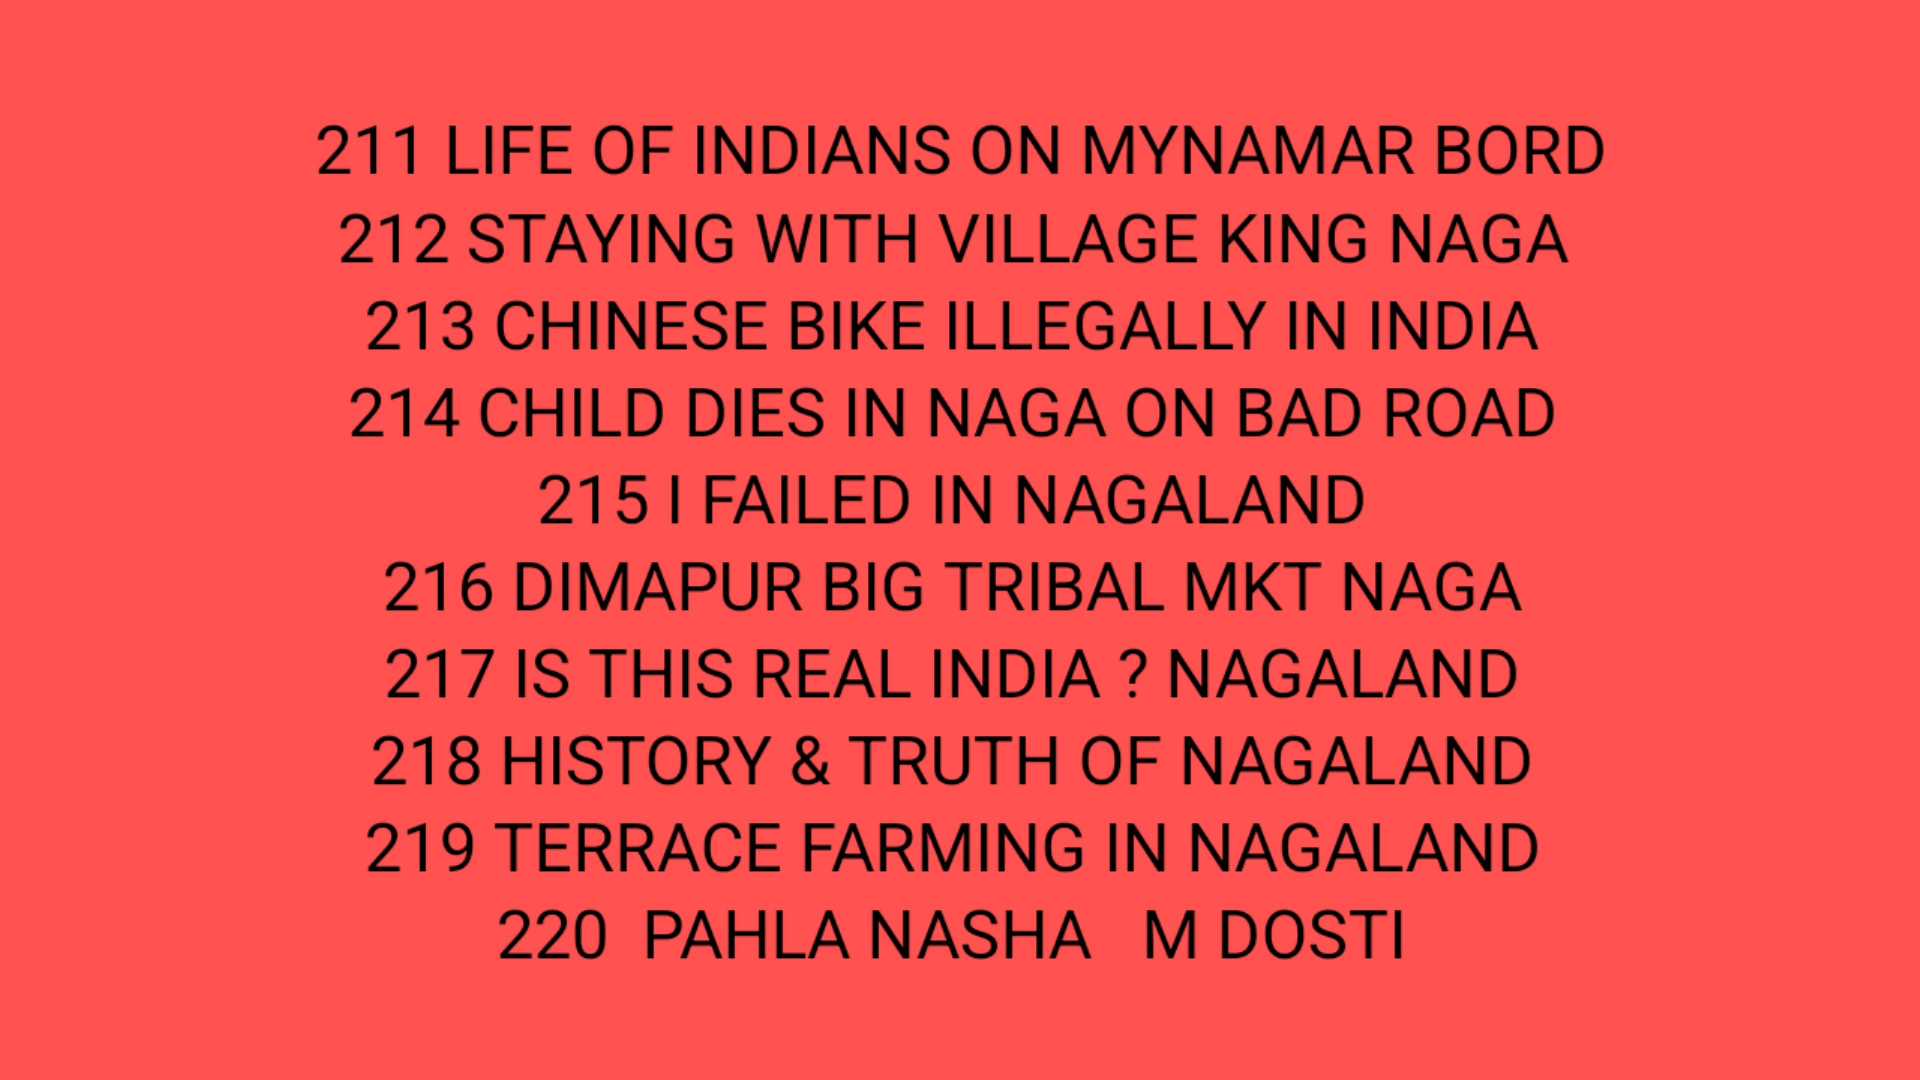 211 LIFE OF INDIANS ON MYNAMAR BORD
212 STAYING WITH VILLAGE KING NAGA
213 CHINESE BIKE ILLEGALLY IN INDIA
214 CHILD DIES IN NAGA ON BAD ROAD
215 I FAILED IN NAGALAND
216 DIMAPUR BIG TRIBAL MKT NAGA
217 IS THIS REAL INDIA ? NAGALAND
218 HISTORY & TRUTH OF NAGALAND
219 TERRACE FARMING IN NAGALAND
220 PAHLA NASHA M DOSTI